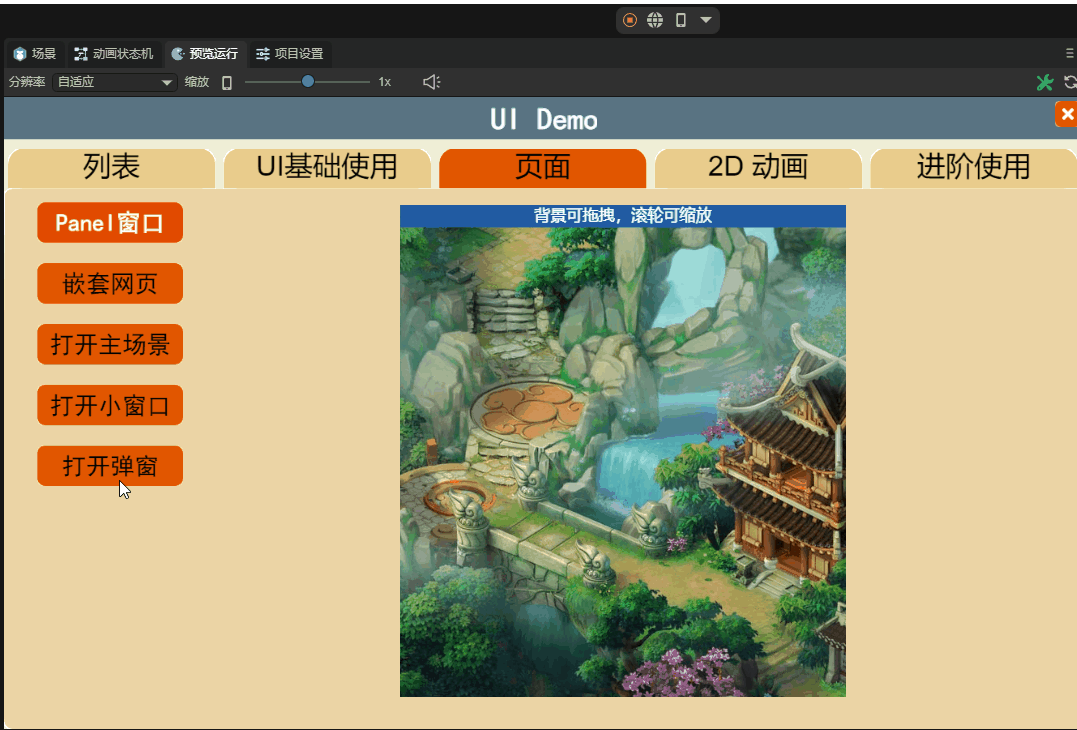 场景 动画状态机 预览运行 项目设置
分辨率 自适应 缩放 1x
UI Demo
列表 UI基础使用 页面 2D 动画 进阶使用
Panel窗口
嵌套网页
打开主场景
打开小窗口
打开弹窗
背景可拖拽，滚轮可缩放